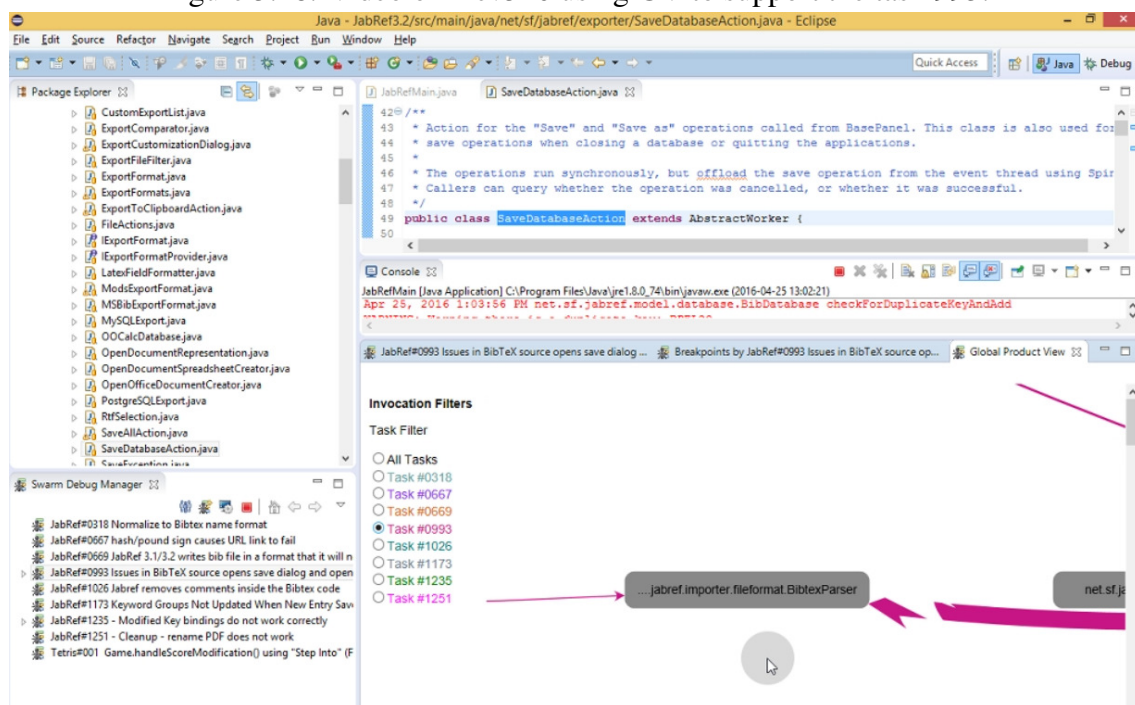 Java - JabRef3.2/src/main/java/net/sf/jabref/exporter/SaveDatabaseAction.java - Eclipse
File Edit Source Refactor Navigate Search Project Run Window Help
Quick Access Java Debug
Package Explorer
CustomExportList.java
ExportComparator.java
ExportCustomizationDialog.java
ExportFileFilter.java
ExportFormat.java
ExportFormats.java
ExportToClipboardAction.java
FileActions.java
IExportFormat.java
IExportFormatProvider.java
LatexFieldFormatter.java
ModsExportFormat.java
MSBibExportFormat.java
MySQLExport.java
OOCalcDatabase.java
OpenDocumentRepresentation.java
OpenDocumentSpreadsheetCreator.java
OpenOfficeDocumentCreator.java
PostgreSQLExport.java
RtfSelection.java
SaveAllAction.java
SaveDatabaseAction.java
SaveException.java
Swarm Debug Manager
JabRef#0318 Normalize to Bibtex name format
JabRef#0667 hash/pound sign causes URL link to fail
JabRef#0669 JabRef 3.1/3.2 writes bib file in a format that it will n
JabRef#0993 Issues in BibTeX source opens save dialog and open
JabRef#1026 Jabref removes comments inside the Bibtex code
JabRef#1173 Keyword Groups Not Updated When New Entry Sav
JabRef#1235 - Modified Key bindings do not work correctly
JabRef#1251 - Cleanup - rename PDF does not work
Tetris#001 Game.handleScoreModification() using "Step Into" (F
JabRefMain.java SaveDatabaseAction.java
42 /**
43 * Action for the "Save" and "Save as" operations called from BasePanel. This class is also used for
44 * save operations when closing a database or quitting the applications.
45 *
46 * The operations run synchronously, but offload the save operation from the event thread using Spin
47 * Callers can query whether the operation was cancelled, or whether it was successful.
48 */
49 public class SaveDatabaseAction extends AbstractWorker {
50
Console
JabRefMain [Java Application] C:\Program Files\Java\jre1.8.0_74\bin\javaw.exe (2016-04-25 13:02:21)
Apr 25, 2016 1:03:56 PM net.sf.jabref.model.database.BibDatabase checkForDuplicateKeyAndAdd
JabRef#0993 Issues in BibTeX source opens save dialog ... Breakpoints by JabRef#0993 Issues in BibTeX source op... Global Product View
Invocation Filters
Task Filter
All Tasks
Task #0318
Task #0667
Task #0669
Task #0993
Task #1026
Task #1173
Task #1235
Task #1251
....jabref.importer.fileformat.BibtexParser
net.sf.ja